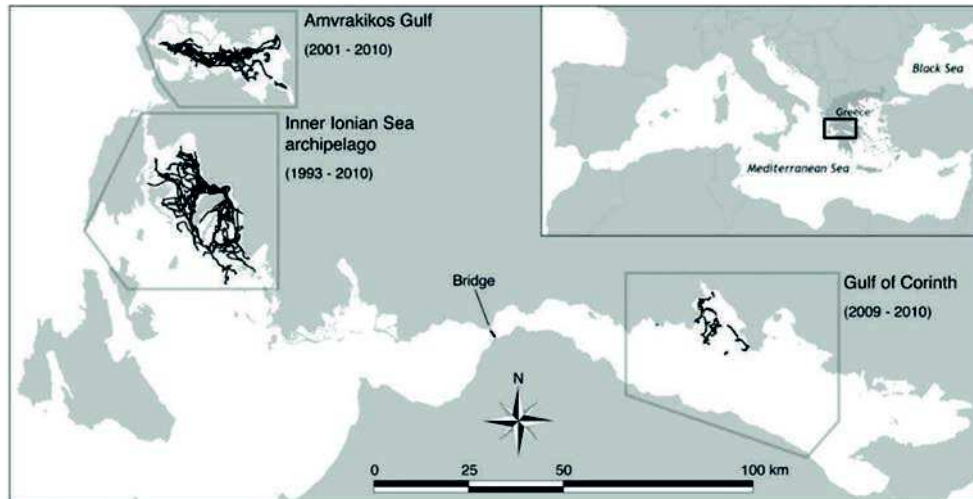 Amvrakikos Gulf
(2001 - 2010)
Inner Ionian Sea
archipelago
(1993 - 2010)
Black Sea
Greece
Mediterranean Sea
Bridge
Gulf of Corinth
(2009 - 2010)
N
0 25 50 100 km